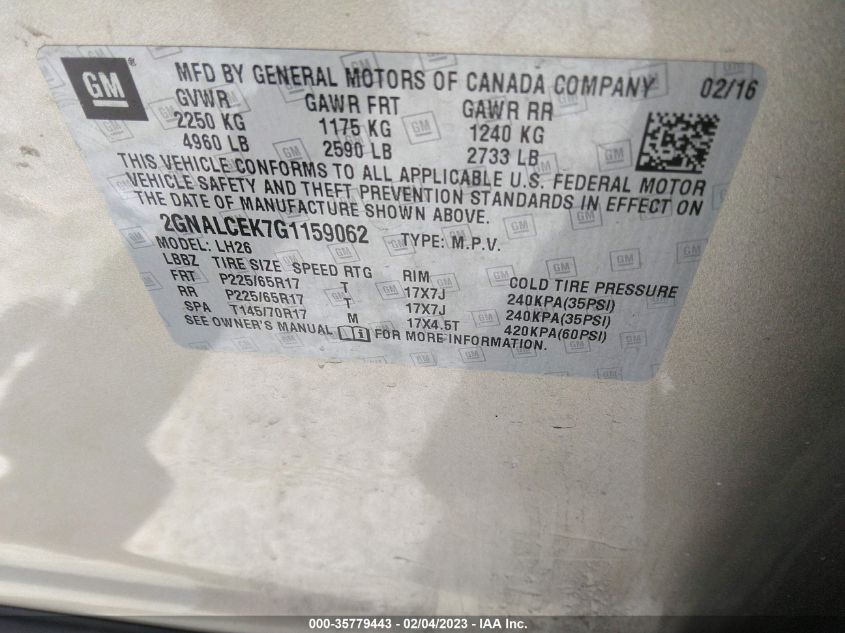 GM ® MFD BY GENERAL MOTORS OF CANADA COMPANY 02/16
GVWR GAWR FRT GAWR RR
2250 KG 1175 KG 1240 KG
4960 LB 2590 LB 2733 LB
THIS VEHICLE CONFORMS TO ALL APPLICABLE U.S. FEDERAL MOTOR
VEHICLE SAFETY AND THEFT PREVENTION STANDARDS IN EFFECT ON
THE DATE OF MANUFACTURE SHOWN ABOVE.
2GNALCEK7G1159062 TYPE: M.P.V.
MODEL: LH26
LBBZ TIRE SIZE SPEED RTG RIM COLD TIRE PRESSURE
FRT P225/65R17 T 17X7J 240KPA(35PSI)
RR P225/65R17 T 17X7J 240KPA(35PSI)
SPA T145/70R17 M 17X4.5T 420KPA(60PSI)
SEE OWNER'S MANUAL FOR MORE INFORMATION.
000-35779443 - 02/04/2023 - IAA Inc.